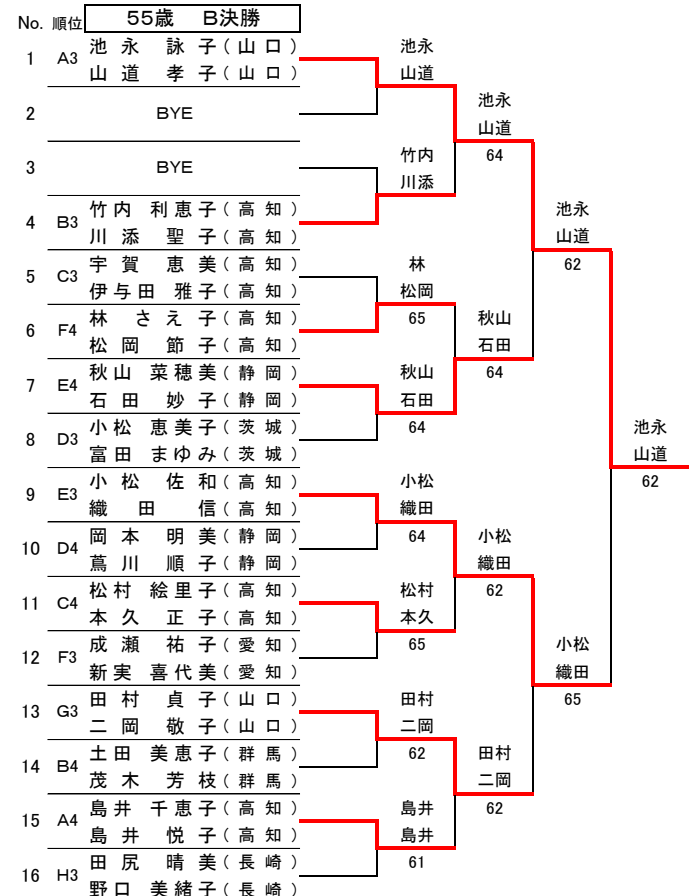 No. 順位 55歳 B決勝
1 A3 池永 詠子(山口)
山道 孝子(山口)
2 BYE
3 BYE
4 B3 竹内 利恵子(高知)
川添 聖子(高知)
5 C3 宇賀 恵美(高知)
伊与田 雅子(高知)
6 F4 林 さえ子(高知)
松岡 節子(高知)
7 E4 秋山 菜穂美(静岡)
石田 妙子(静岡)
8 D3 小松 恵美子(茨城)
富田 まゆみ(茨城)
9 E3 小松 佐和(高知)
織田 信(高知)
10 D4 岡本 明美(静岡)
蔦川 順子(静岡)
11 C4 松村 絵里子(高知)
本久 正子(高知)
12 F3 成瀬 祐子(愛知)
新実 喜代美(愛知)
13 G3 田村 貞子(山口)
二岡 敬子(山口)
14 B4 土田 美恵子(群馬)
茂木 芳枝(群馬)
15 A4 島井 千恵子(高知)
島井 悦子(高知)
16 H3 田尻 晴美(長崎)
野口 美緒子(長崎)
池永
山道
竹内
川添
林
松岡
65
秋山
石田
64
小松
織田
64
松村
本久
65
田村
二岡
62
島井
島井
61
池永
山道
64
秋山
石田
64
小松
織田
62
田村
二岡
62
池永
山道
62
小松
織田
65
池永
山道
62